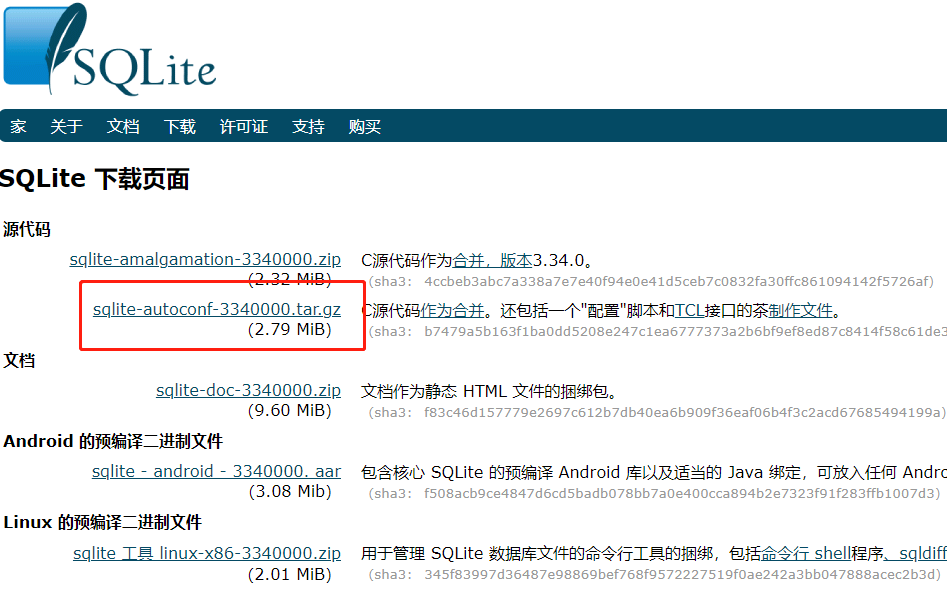 SQLite
家 关于 文档 下载 许可证 支持 购买
SQLite 下载页面
源代码
sqlite-amalgamation-3340000.zip C源代码作为合并，版本3.34.0。
(2.32 MiB) (sha3: 4ccbeb3abc7a338a7e7e40f94e0e41d5ceb7c0832fa30ffc861094142f5726af)
sqlite-autoconf-3340000.tar.gz C源代码作为合并。还包括一个"配置"脚本和TCL接口的茶制作文件。
(2.79 MiB) (sha3: b7479a5b163f1ba0dd5208e247c1ea6777373a2b6bf9ef8ed87c8414f58c61de3
文档
sqlite-doc-3340000.zip 文档作为静态 HTML 文件的捆绑包。
(9.60 MiB) (sha3: f83c46d157779e2697c612b7db40ea6b909f36eaf06b4f3c2acd67685494199a)
Android 的预编译二进制文件
sqlite - android - 3340000. aar 包含核心 SQLite 的预编译 Android 库以及适当的 Java 绑定，可放入任何 Andro
(3.08 Mib) (sha3: f508acb9ce4847d6cd5badb078bb7a0e400cca894b2e7323f91f283ffb1007d3)
Linux 的预编译二进制文件
sqlite 工具 linux-x86-3340000.zip 用于管理 SQLite 数据库文件的命令行工具的捆绑，包括命令行 shell程序、sqldiff
(2.01 MiB) (sha3: 345f83997d36487e98869bef768f9572227519f0ae242a3bb047888acec2b3d)